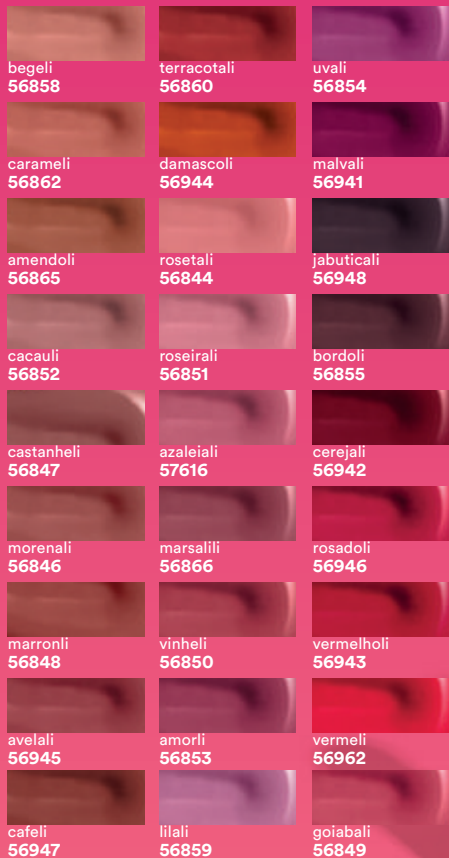 begeli
56858
terracotali
56860
uvali
56854
carameli
56862
damascoli
56944
malvali
56941
amendoli
56865
rosetali
56844
jabuticali
56948
cacauli
56852
roseirali
56851
bordoli
56855
castanheli
56847
azaleiali
57616
cerejali
56942
morenali
56846
marsalili
56866
rosadoli
56946
marronli
56848
vinheli
56850
vermelholi
56943
avelali
56945
amorli
56853
vermeli
56962
cafeli
56947
lilali
56859
goiabali
56849